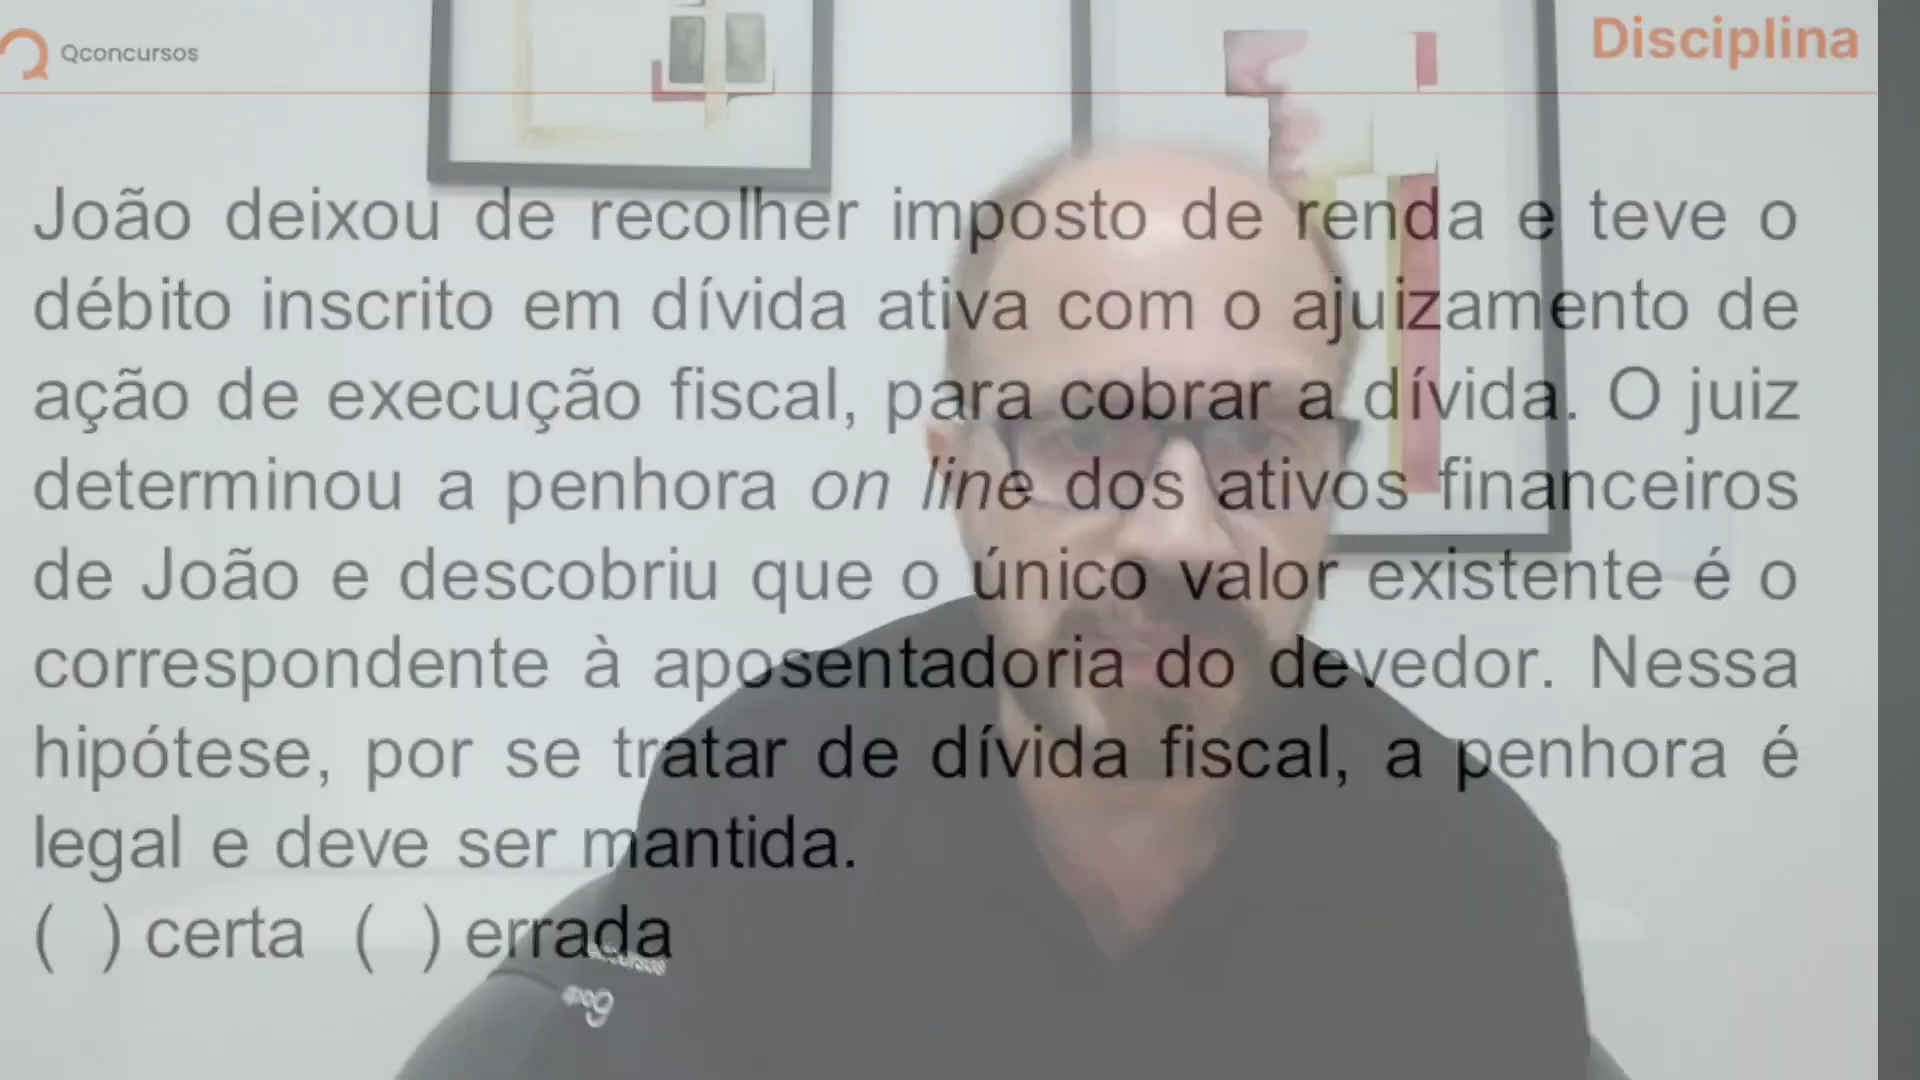 Qconcursos
Disciplina
João deixou de recolher imposto de renda e teve o
débito inscrito em dívida ativa com o ajuizamento de
ação de execução fiscal, para cobrar a dívida. O juiz
determinou a penhora on line dos ativos financeiros
de João e descobriu que o único valor existente é o
correspondente à aposentadoria do devedor. Nessa
hipótese, por se tratar de dívida fiscal, a penhora é
legal e deve ser mantida.
( ) certa ( ) errada